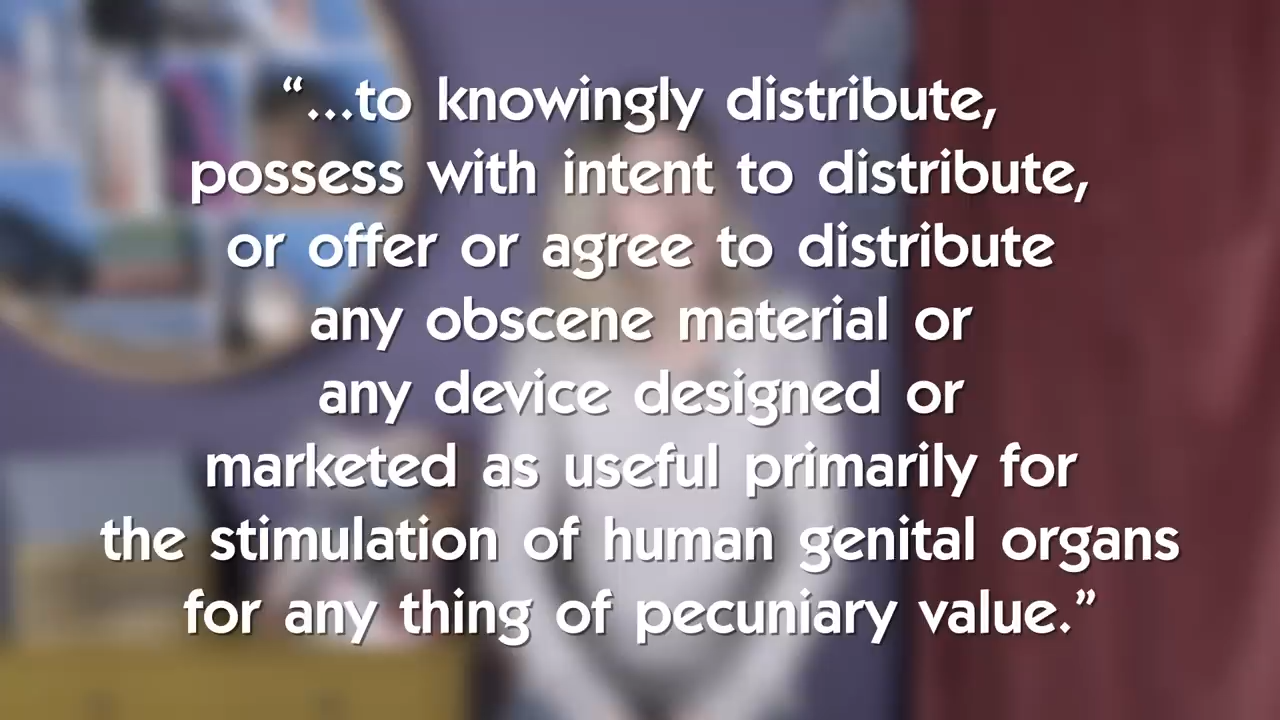 “...to knowingly distribute,
possess with intent to distribute,
or offer or agree to distribute
any obscene material or
any device designed or
marketed as useful primarily for
the stimulation of human genital organs
for any thing of pecuniary value.”